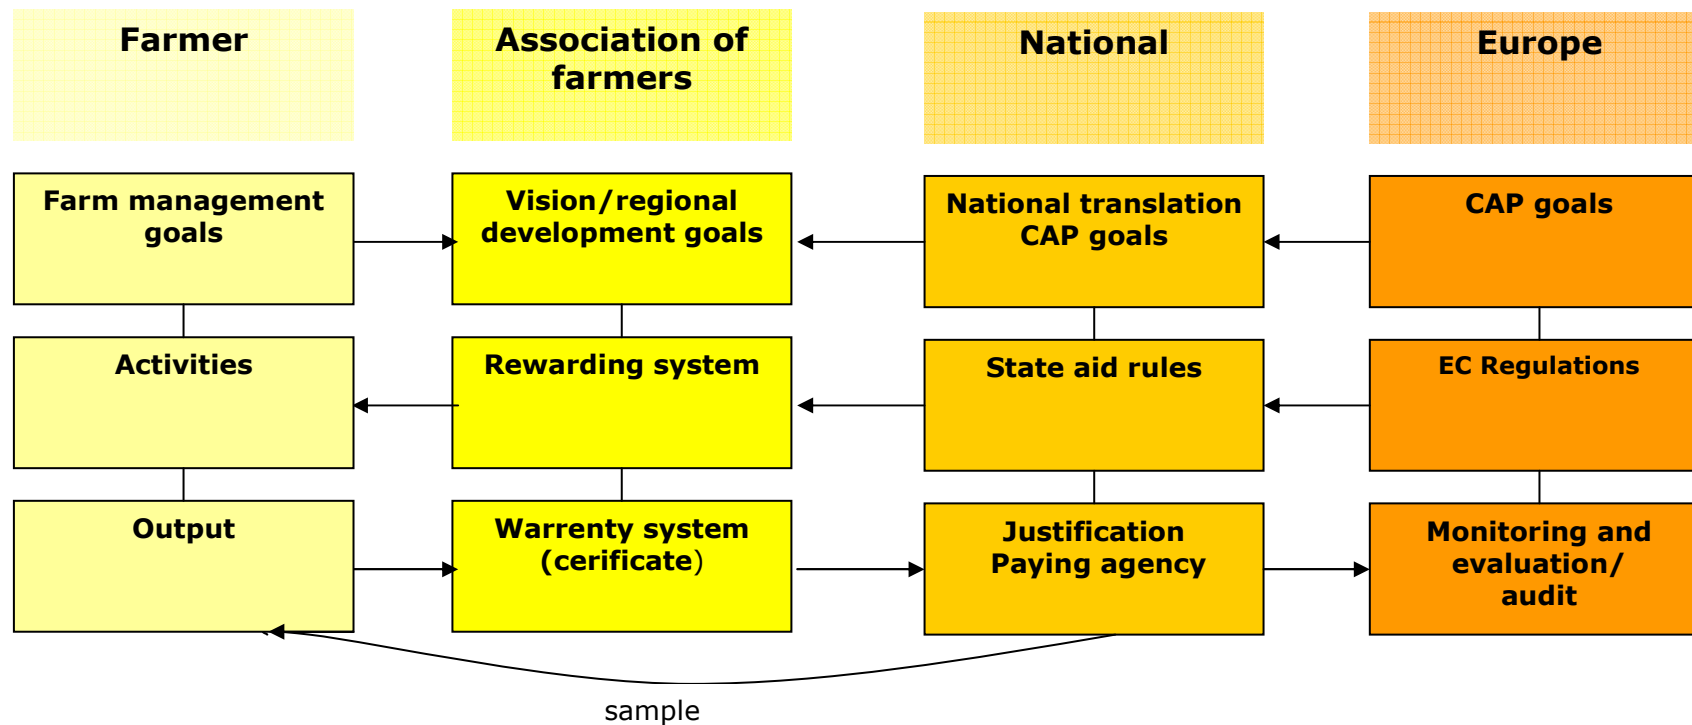 Farmer
Association of
farmers
National
Europe
Farm management
goals
Vision/regional
development goals
National translation
CAP goals
CAP goals
Activities
Rewarding system
State aid rules
EC Regulations
Output
Warrenty system
(cerificate)
Justification
Paying agency
Monitoring and
evaluation/
audit
sample